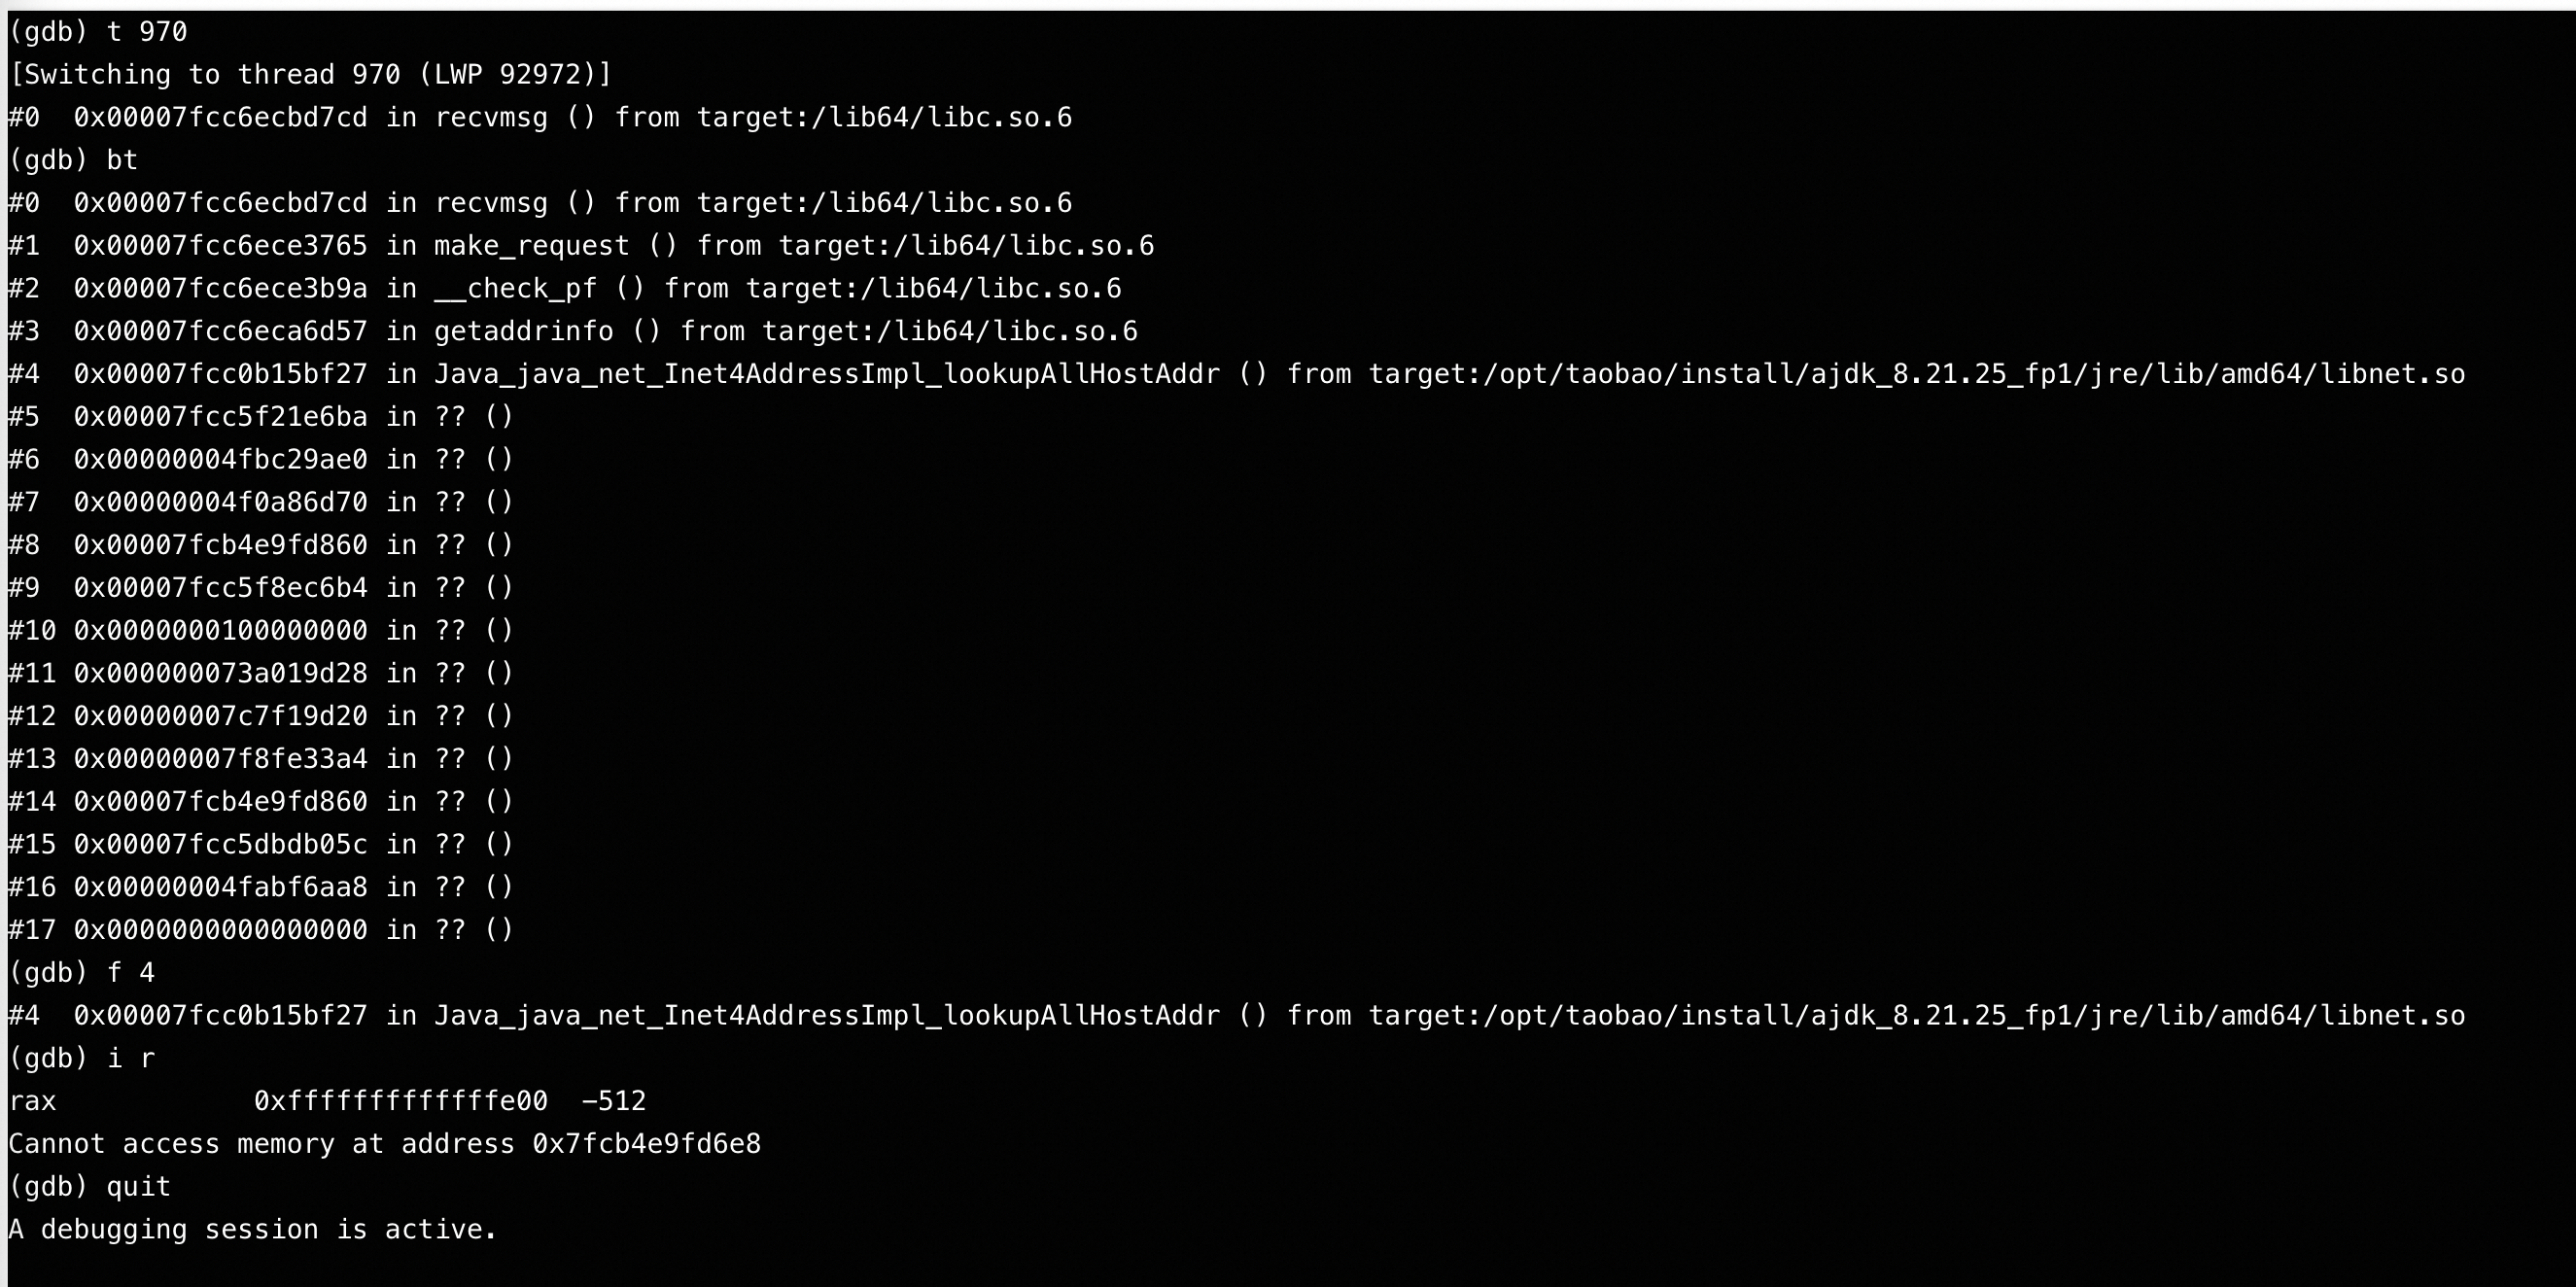 (gdb) t 970
[Switching to thread 970 (LWP 92972)]
#0  0x00007fcc6ecbd7cd in recvmsg () from target:/lib64/libc.so.6
(gdb) bt
#0  0x00007fcc6ecbd7cd in recvmsg () from target:/lib64/libc.so.6
#1  0x00007fcc6ece3765 in make_request () from target:/lib64/libc.so.6
#2  0x00007fcc6ece3b9a in __check_pf () from target:/lib64/libc.so.6
#3  0x00007fcc6eca6d57 in getaddrinfo () from target:/lib64/libc.so.6
#4  0x00007fcc0b15bf27 in Java_java_net_Inet4AddressImpl_lookupAllHostAddr () from target:/opt/taobao/install/ajdk_8.21.25_fp1/jre/lib/amd64/libnet.so
#5  0x00007fcc5f21e6ba in ?? ()
#6  0x00000004fbc29ae0 in ?? ()
#7  0x00000004f0a86d70 in ?? ()
#8  0x00007fcb4e9fd860 in ?? ()
#9  0x00007fcc5f8ec6b4 in ?? ()
#10 0x0000000100000000 in ?? ()
#11 0x000000073a019d28 in ?? ()
#12 0x00000007c7f19d20 in ?? ()
#13 0x00000007f8fe33a4 in ?? ()
#14 0x00007fcb4e9fd860 in ?? ()
#15 0x00007fcc5dbdb05c in ?? ()
#16 0x00000004fabf6aa8 in ?? ()
#17 0x0000000000000000 in ?? ()
(gdb) f 4
#4  0x00007fcc0b15bf27 in Java_java_net_Inet4AddressImpl_lookupAllHostAddr () from target:/opt/taobao/install/ajdk_8.21.25_fp1/jre/lib/amd64/libnet.so
(gdb) i r
rax            0xfffffffffffffe00  -512
Cannot access memory at address 0x7fcb4e9fd6e8
(gdb) quit
A debugging session is active.